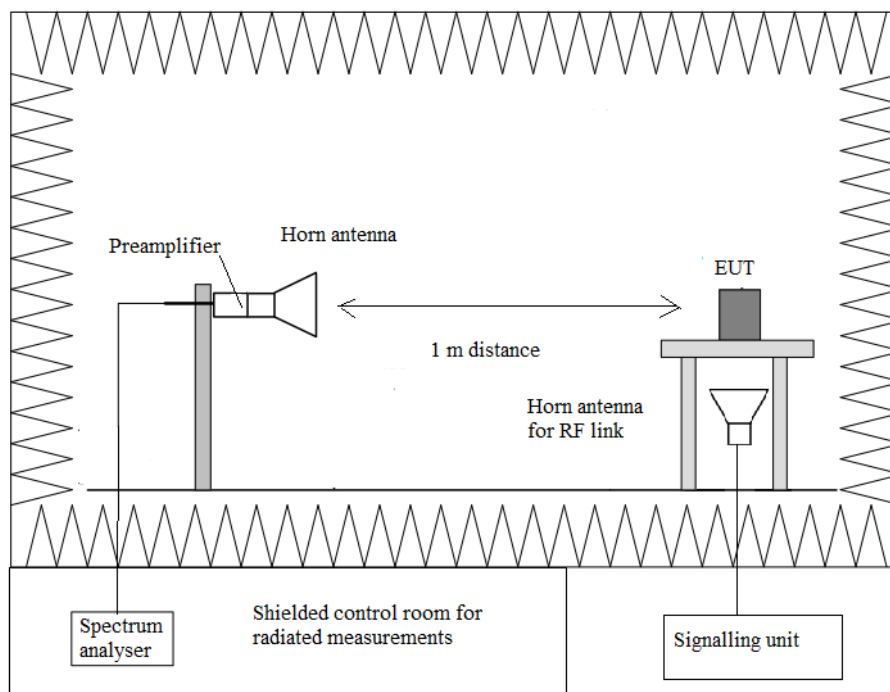 Horn antenna
Preamplifier
EUT
1 m distance
Horn antenna
for RF link
Shielded control room for
radiated measurements
Spectrum
analyser
Signalling unit